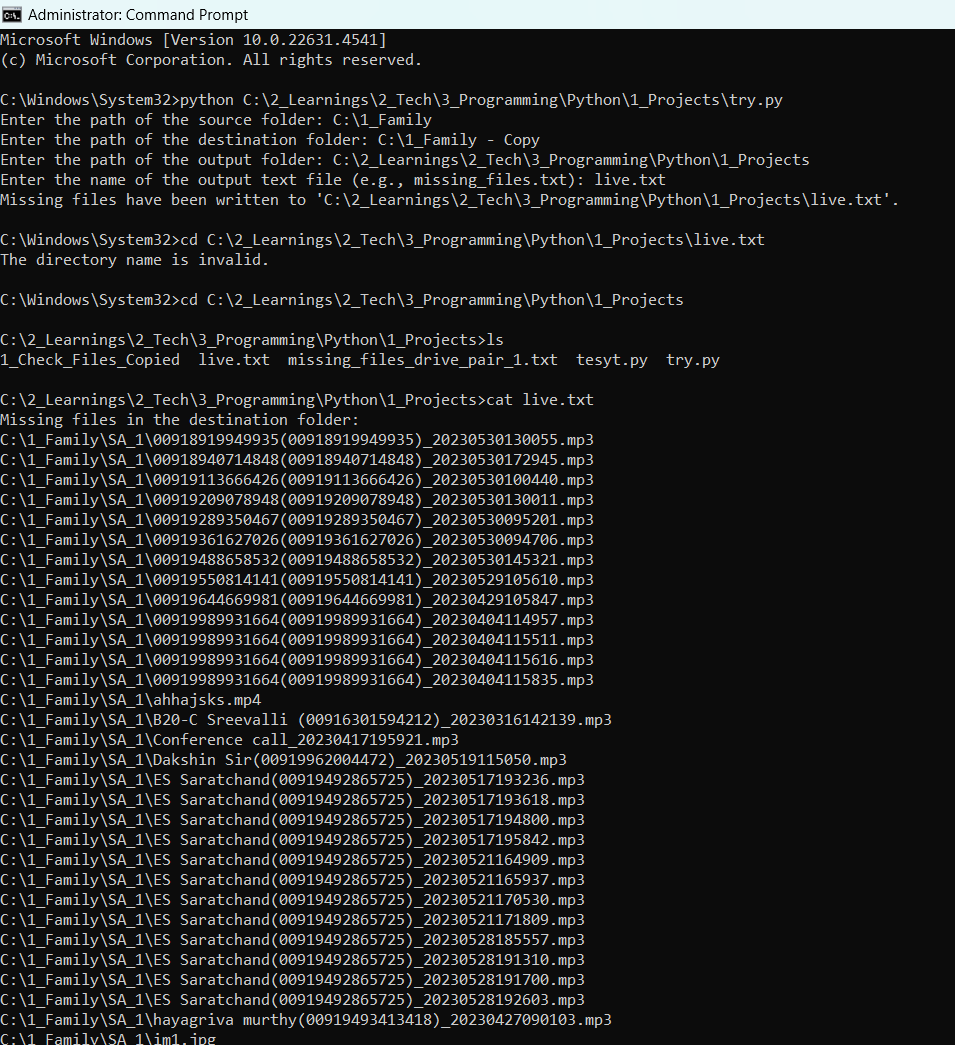 Administrator: Command Prompt
Microsoft Windows [Version 10.0.22631.4541]
(c) Microsoft Corporation. All rights reserved.
C:\Windows\System32>python C:\2_Learnings\2_Tech\3_Programming\Python\1_Projects\try.py
Enter the path of the source folder: C:\1_Family
Enter the path of the destination folder: C:\1_Family - Copy
Enter the path of the output folder: C:\2_Learnings\2_Tech\3_Programming\Python\1_Projects
Enter the name of the output text file (e.g., missing_files.txt): live.txt
Missing files have been written to 'C:\2_Learnings\2_Tech\3_Programming\Python\1_Projects\live.txt'.
C:\Windows\System32>cd C:\2_Learnings\2_Tech\3_Programming\Python\1_Projects\live.txt
The directory name is invalid.
C:\Windows\System32>cd C:\2_Learnings\2_Tech\3_Programming\Python\1_Projects
C:\2_Learnings\2_Tech\3_Programming\Python\1_Projects>ls
1_Check_Files_Copied  live.txt  missing_files_drive_pair_1.txt  tesyt.py  try.py
C:\2_Learnings\2_Tech\3_Programming\Python\1_Projects>cat live.txt
Missing files in the destination folder:
C:\1_Family\SA_1\00918919949935(00918919949935)_20230530130055.mp3
C:\1_Family\SA_1\00918940714848(00918940714848)_20230530172945.mp3
C:\1_Family\SA_1\00919113666426(00919113666426)_20230530100440.mp3
C:\1_Family\SA_1\00919209078948(00919209078948)_20230530130011.mp3
C:\1_Family\SA_1\00919289350467(00919289350467)_20230530095201.mp3
C:\1_Family\SA_1\00919361627026(00919361627026)_20230530094706.mp3
C:\1_Family\SA_1\00919488658532(00919488658532)_20230530145321.mp3
C:\1_Family\SA_1\00919550814141(00919550814141)_20230529105610.mp3
C:\1_Family\SA_1\00919644669981(00919644669981)_20230429105847.mp3
C:\1_Family\SA_1\00919989931664(00919989931664)_20230404114957.mp3
C:\1_Family\SA_1\00919989931664(00919989931664)_20230404115511.mp3
C:\1_Family\SA_1\00919989931664(00919989931664)_20230404115616.mp3
C:\1_Family\SA_1\00919989931664(00919989931664)_20230404115835.mp3
C:\1_Family\SA_1\ahhajsks.mp4
C:\1_Family\SA_1\B20-C Sreevalli (00916301594212)_20230316142139.mp3
C:\1_Family\SA_1\Conference call_20230417195921.mp3
C:\1_Family\SA_1\Dakshin Sir(00919962004472)_20230519115050.mp3
C:\1_Family\SA_1\ES Saratchand(00919492865725)_20230517193236.mp3
C:\1_Family\SA_1\ES Saratchand(00919492865725)_20230517193618.mp3
C:\1_Family\SA_1\ES Saratchand(00919492865725)_20230517194800.mp3
C:\1_Family\SA_1\ES Saratchand(00919492865725)_20230517195842.mp3
C:\1_Family\SA_1\ES Saratchand(00919492865725)_20230521164909.mp3
C:\1_Family\SA_1\ES Saratchand(00919492865725)_20230521165937.mp3
C:\1_Family\SA_1\ES Saratchand(00919492865725)_20230521170530.mp3
C:\1_Family\SA_1\ES Saratchand(00919492865725)_20230521171809.mp3
C:\1_Family\SA_1\ES Saratchand(00919492865725)_20230528185557.mp3
C:\1_Family\SA_1\ES Saratchand(00919492865725)_20230528191310.mp3
C:\1_Family\SA_1\ES Saratchand(00919492865725)_20230528191700.mp3
C:\1_Family\SA_1\ES Saratchand(00919492865725)_20230528192603.mp3
C:\1_Family\SA_1\hayagriva murthy(00919493413418)_20230427090103.mp3
C:\1_Family\SA_1\im1.jpg